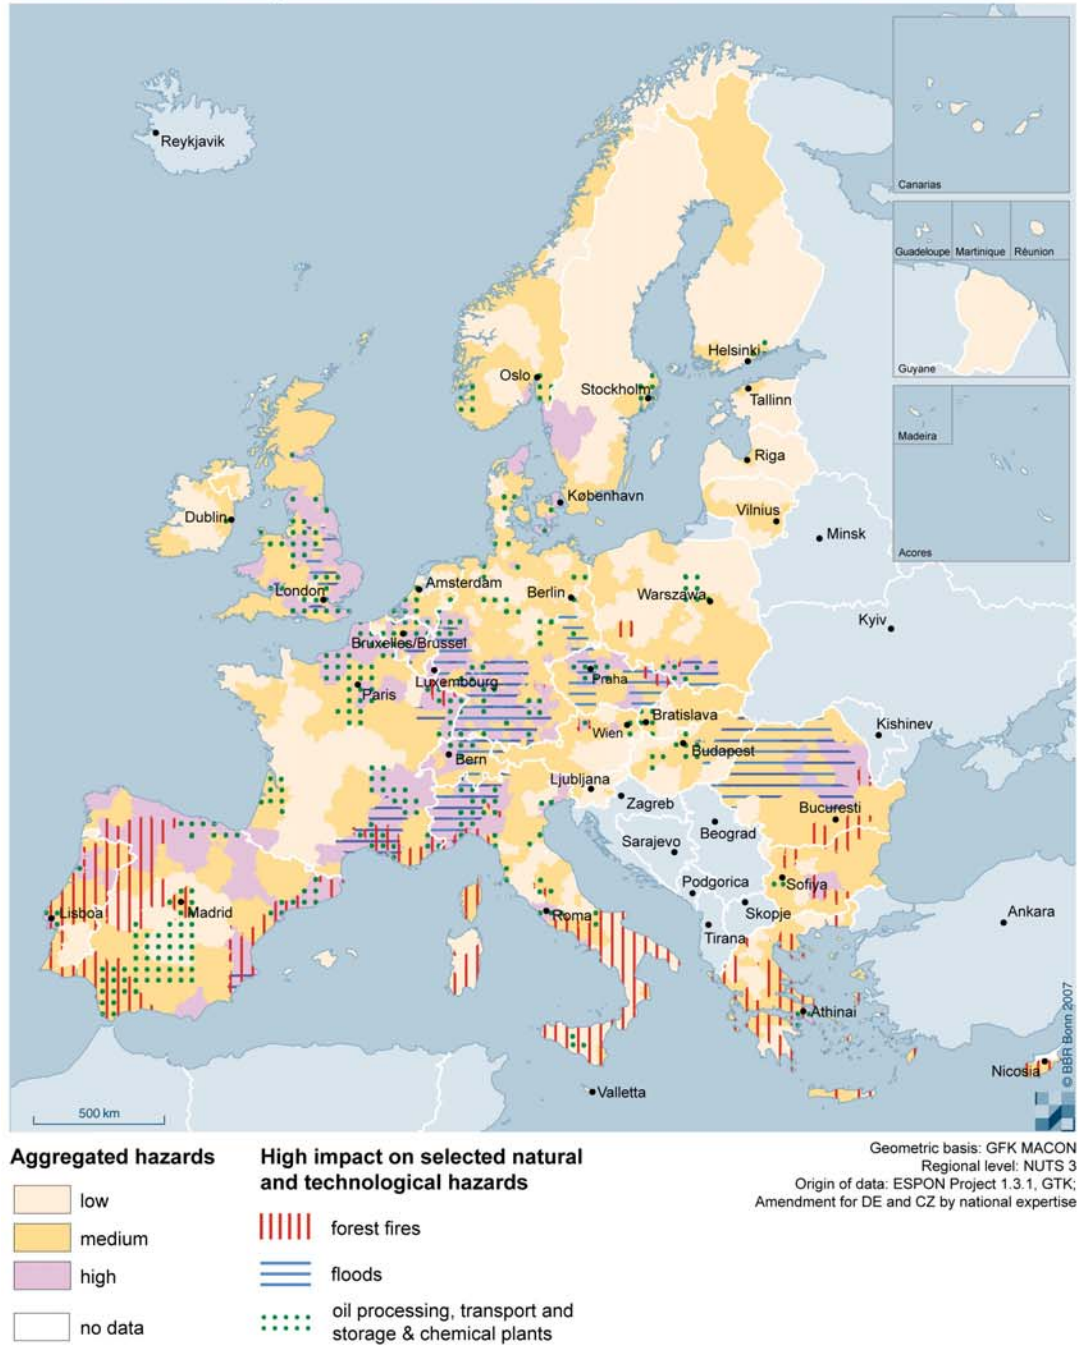 Reykjavik
Canarias
Guadeloupe
Martinique
Réunion
Guyane
Madeira
Acores
Helsinki
Oslo
Stockholm
Tallinn
Riga
København
Vilnius
Minsk
Dublin
London
Amsterdam
Berlin
Warszawa
Kyiv
Bruxelles/Brussel
Luxembourg
Praha
Paris
Bratislava
Wien
Kishinev
Budapest
Bern
Ljubljana
Zagreb
Bucuresti
Beograd
Sarajevo
Podgorica
Sofiya
Skopje
Madrid
Lisboa
Roma
Tirana
Ankara
Athinai
Nicosia
Valletta
© BBR Bonn 2007
500 km
Aggregated hazards
low
medium
high
no data
High impact on selected natural
and technological hazards
forest fires
floods
oil processing, transport and
storage & chemical plants
Geometric basis: GFK MACON
Regional level: NUTS 3
Origin of data: ESPON Project 1.3.1, GTK;
Amendment for DE and CZ by national expertise